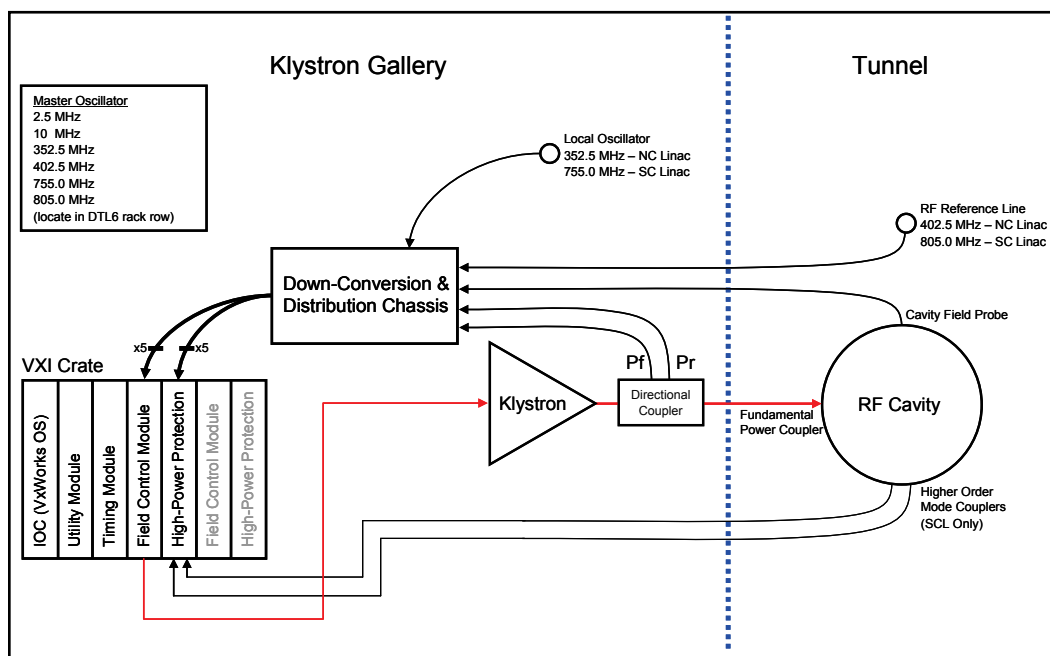 Klystron Gallery
Tunnel
Master Oscillator
2.5 MHz
10 MHz
352.5 MHz
402.5 MHz
755.0 MHz
805.0 MHz
(locate in DTL6 rack row)
Local Oscillator
352.5 MHz – NC Linac
755.0 MHz – SC Linac
RF Reference Line
402.5 MHz – NC Linac
805.0 MHz – SC Linac
Down-Conversion &
Distribution Chassis
Cavity Field Probe
x5
x5
VXI Crate
Pf
Pr
Klystron
Directional
Coupler
Fundamental
Power Coupler
RF Cavity
IOC (VxWorks OS)
Utility Module
Timing Module
Field Control Module
High-Power Protection
Field Control Module
High-Power Protection
Higher Order
Mode Couplers
(SCL Only)